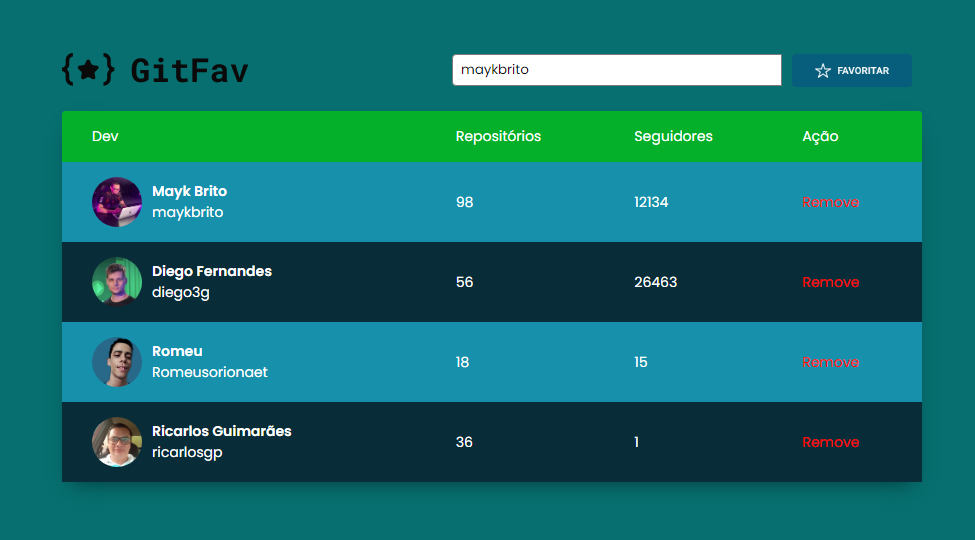 GitFav
maykbrito
FAVORITAR
Dev Repositórios Seguidores Ação
Mayk Brito
maykbrito
98 12134 Remove
Diego Fernandes
diego3g
56 26463 Remove
Romeu
Romeusorionaet
18 15 Remove
Ricarlos Guimarães
ricarlosgp
36 1 Remove